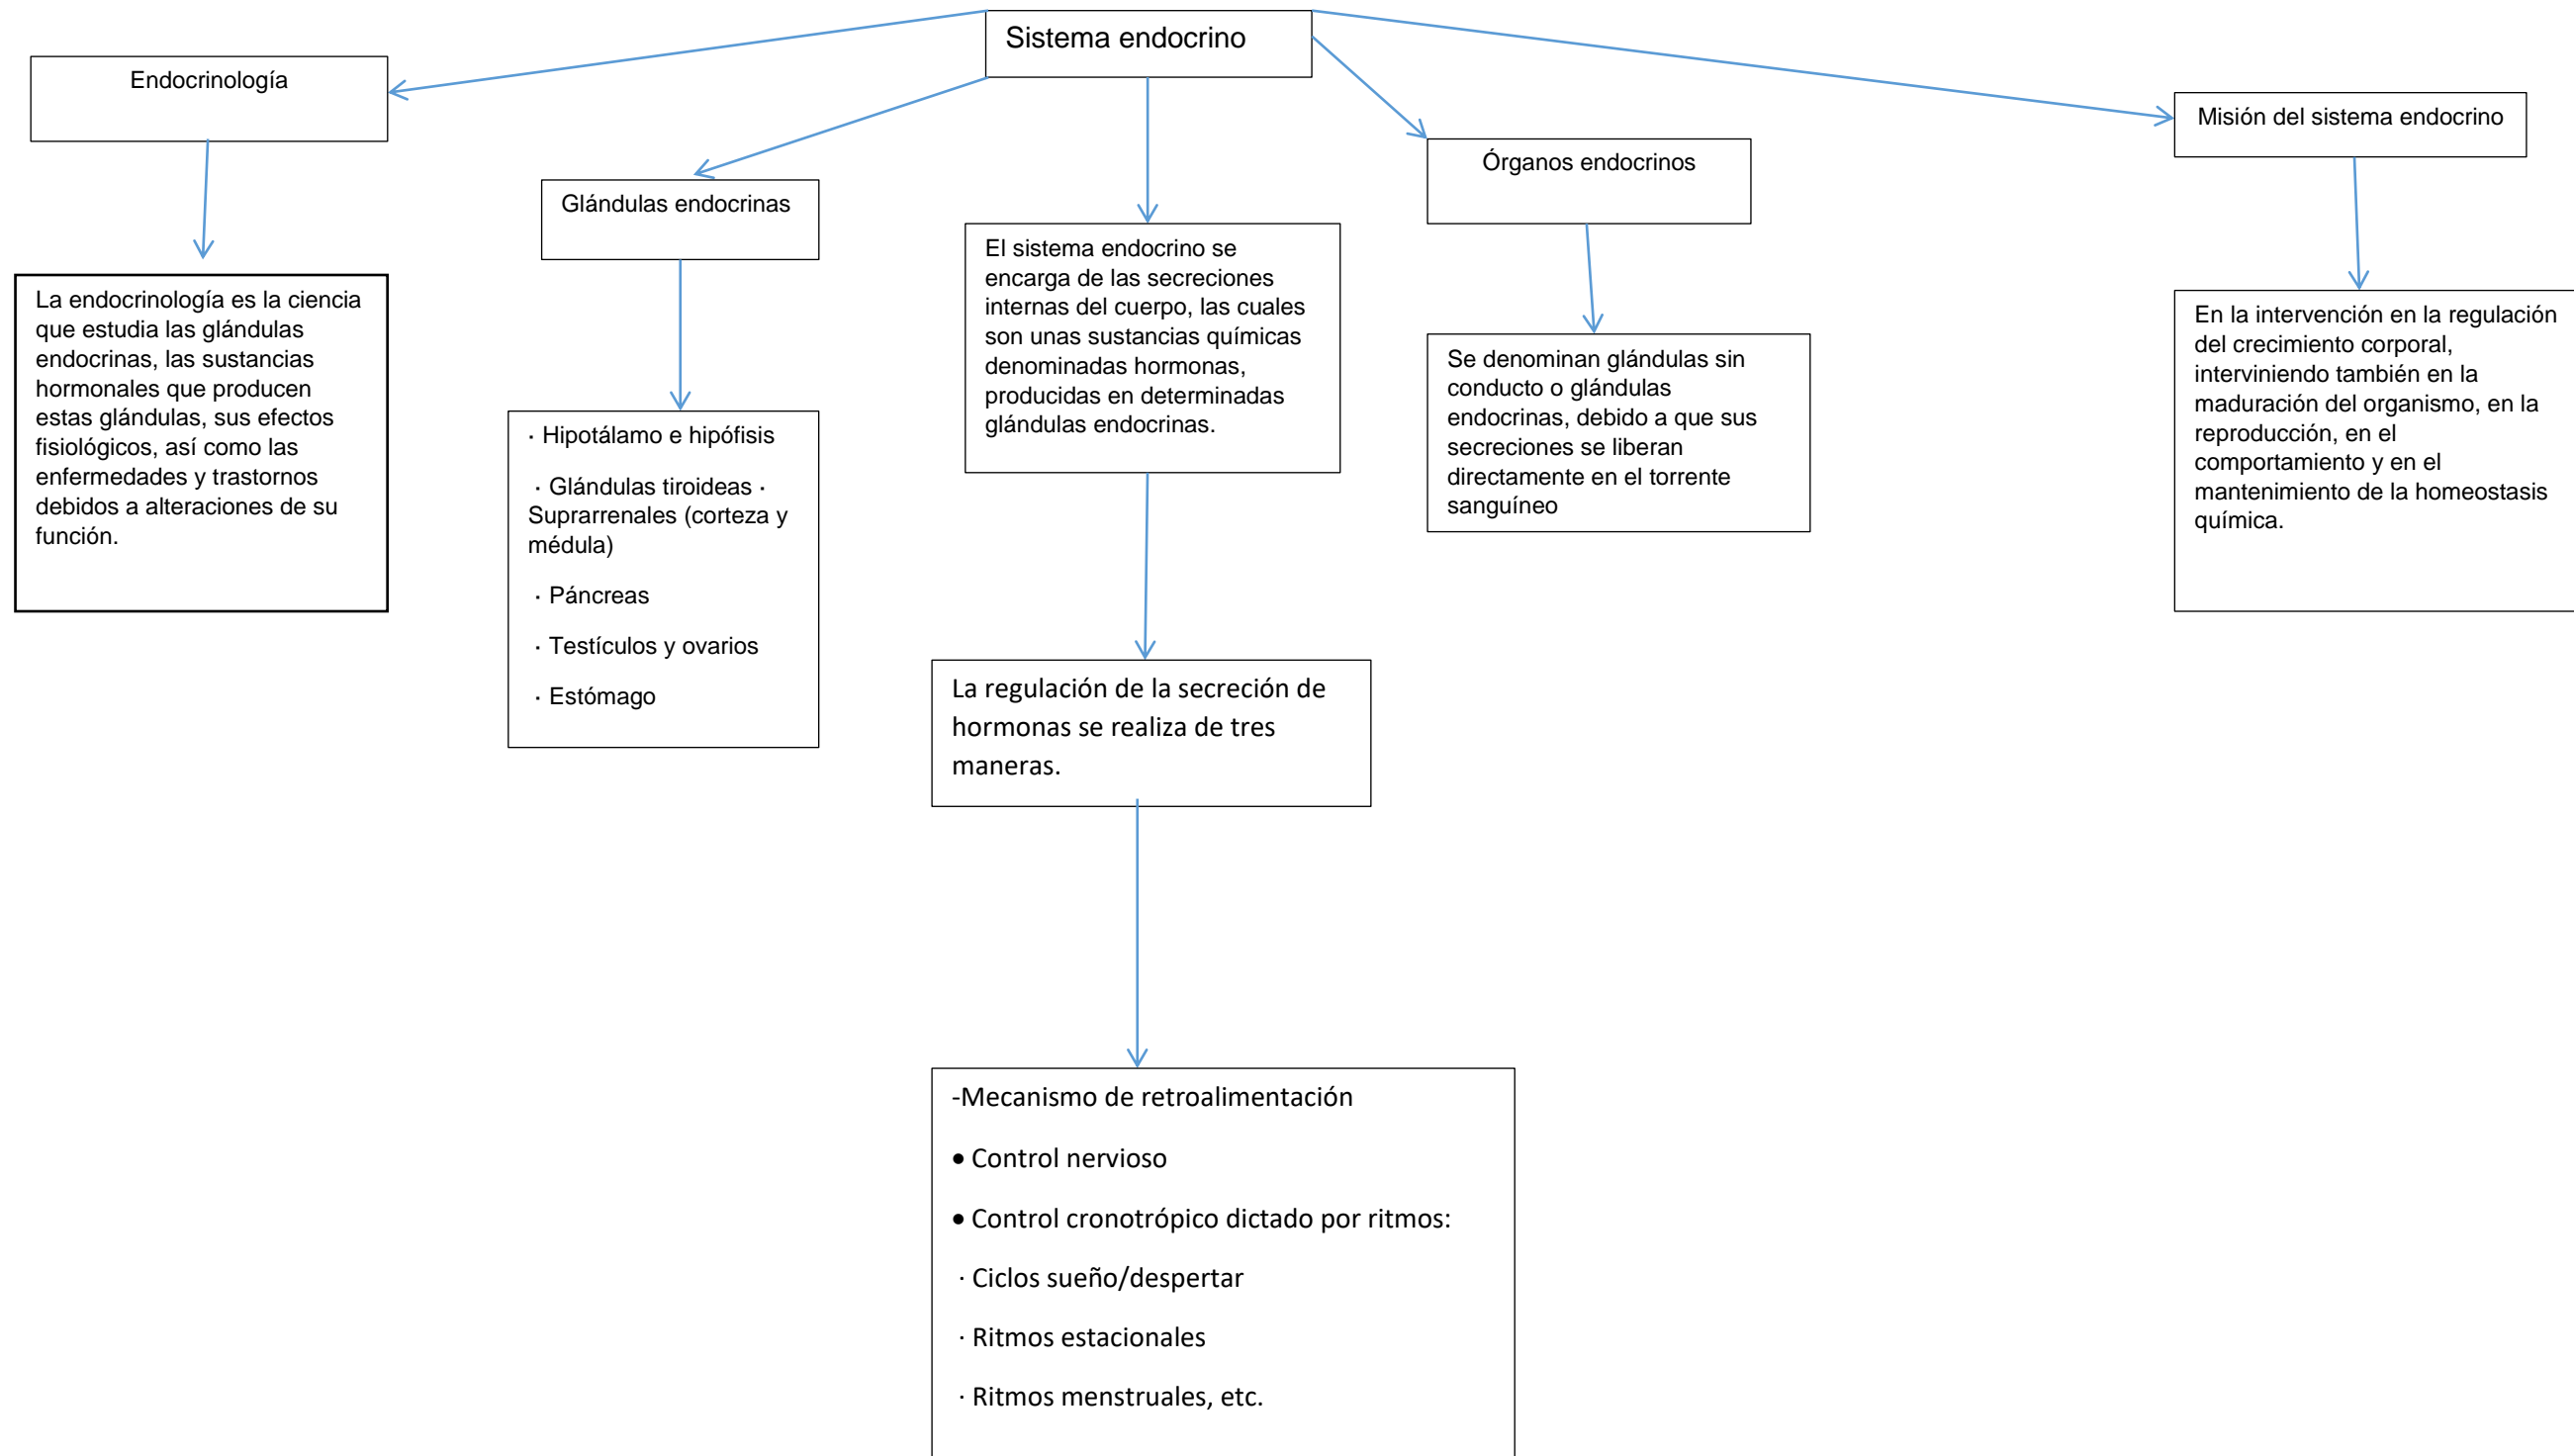 Sistema endocrino
Endocrinología
La endocrinología es la ciencia
que estudia las glándulas
endocrinas, las sustancias
hormonales que producen
estas glándulas, sus efectos
fisiológicos, así como las
enfermedades y trastornos
debidos a alteraciones de su
función.
Glándulas endocrinas
· Hipotálamo e hipófisis
· Glándulas tiroideas ·
Suprarrenales (corteza y
médula)
· Páncreas
· Testículos y ovarios
· Estómago
El sistema endocrino se
encarga de las secreciones
internas del cuerpo, las cuales
son unas sustancias químicas
denominadas hormonas,
producidas en determinadas
glándulas endocrinas.
La regulación de la secreción de
hormonas se realiza de tres
maneras.
-Mecanismo de retroalimentación
• Control nervioso
• Control cronotrópico dictado por ritmos:
· Ciclos sueño/despertar
· Ritmos estacionales
· Ritmos menstruales, etc.
Órganos endocrinos
Se denominan glándulas sin
conducto o glándulas
endocrinas, debido a que sus
secreciones se liberan
directamente en el torrente
sanguíneo
Misión del sistema endocrino
En la intervención en la regulación
del crecimiento corporal,
interviniendo también en la
maduración del organismo, en la
reproducción, en el
comportamiento y en el
mantenimiento de la homeostasis
química.